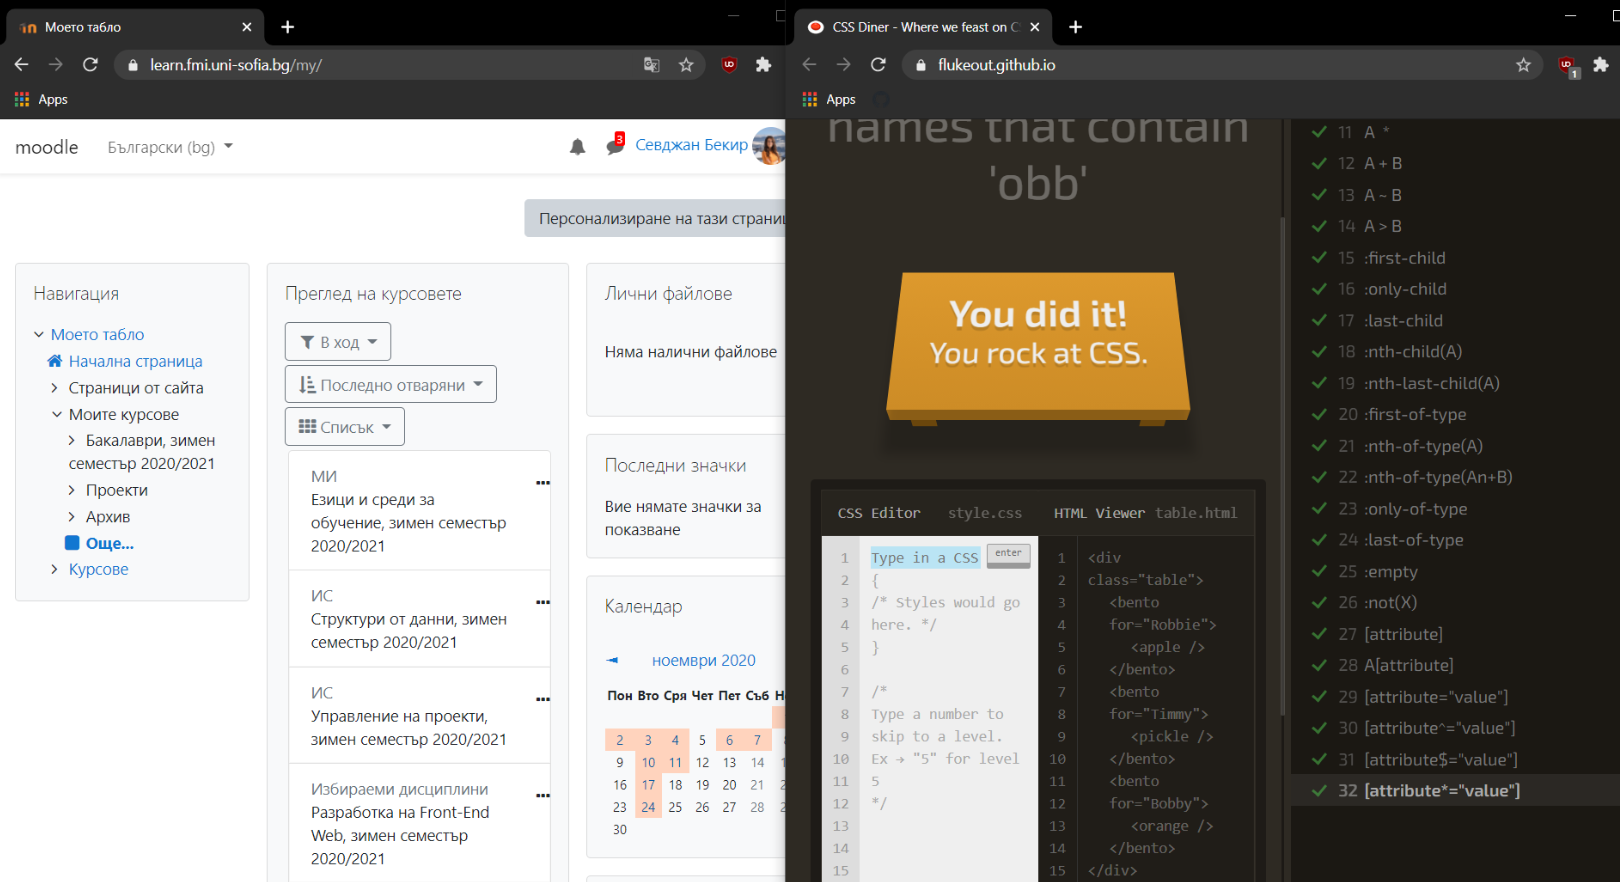 Моето табло
learn.fmi.uni-sofia.bg/my/
Apps
moodle
Български (bg)
3
Севджан Бекир
Персонализиране на тази
Навигация
Моето табло
Начална страница
Страници от сайта
Моите курсове
Бакалаври, зимен
семестър 2020/2021
Проекти
Архив
Още...
Курсове
Преглед на курсовете
В ход
Последно отваряни
Списък
МИ
Езици и среди за
обучение, зимен семестър
2020/2021
ИС
Структури от данни, зимен
семестър 2020/2021
ИС
Управление на проекти,
зимен семестър 2020/2021
Избираеми дисциплини
Разработка на Front-End
Web, зимен семестър
2020/2021
Лични файлове
Няма налични файлове
Последни значки
Вие нямате значки за
показване
Календар
ноември 2020
Пон Вто Сря Чет Пет Съб
2 3 4 5 6 7
9 10 11 12 13 14
16 17 18 19 20 21
23 24 25 26 27 28
30
CSS Diner - Where we feast on
flukeout.github.io
1
Apps
names that contain
'obb'
You did it!
You rock at CSS.
CSS Editor style.css
1 Type in a CSS enter
2 {
3 /* Styles would go
4 here. */
5 }
6
7 /*
8 Type a number to
9 skip to a level.
10 Ex → "5" for level
11 5
12 */
13
14
15
HTML Viewer table.html
1 <div
2 class="table">
3 <bento
4 for="Robbie">
5 <apple />
6 </bento>
7 <bento
8 for="Timmy">
9 <pickle />
10 </bento>
11 <bento
12 for="Bobby">
13 <orange />
14 </bento>
15 </div>
11 A *
12 A + B
13 A ~ B
14 A > B
15 :first-child
16 :only-child
17 :last-child
18 :nth-child(A)
19 :nth-last-child(A)
20 :first-of-type
21 :nth-of-type(A)
22 :nth-of-type(An+B)
23 :only-of-type
24 :last-of-type
25 :empty
26 :not(X)
27 [attribute]
28 A[attribute]
29 [attribute="value"]
30 [attribute^="value"]
31 [attribute$="value"]
32 [attribute*="value"]